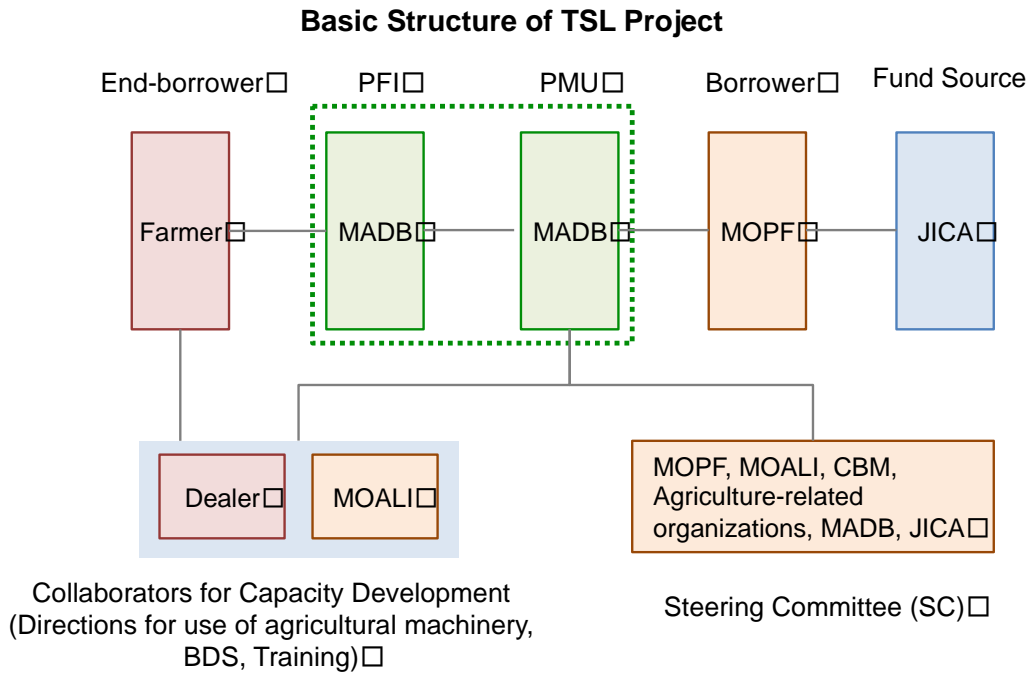 Basic Structure of TSL Project
End-borrower□
PFI□
PMU□
Borrower□
Fund Source
Farmer□
MADB□
MADB□
MOPF□
JICA□
Dealer□
MOALI□
MOPF, MOALI, CBM,
Agriculture-related
organizations, MADB, JICA□
Collaborators for Capacity Development
(Directions for use of agricultural machinery,
BDS, Training)□
Steering Committee (SC)□